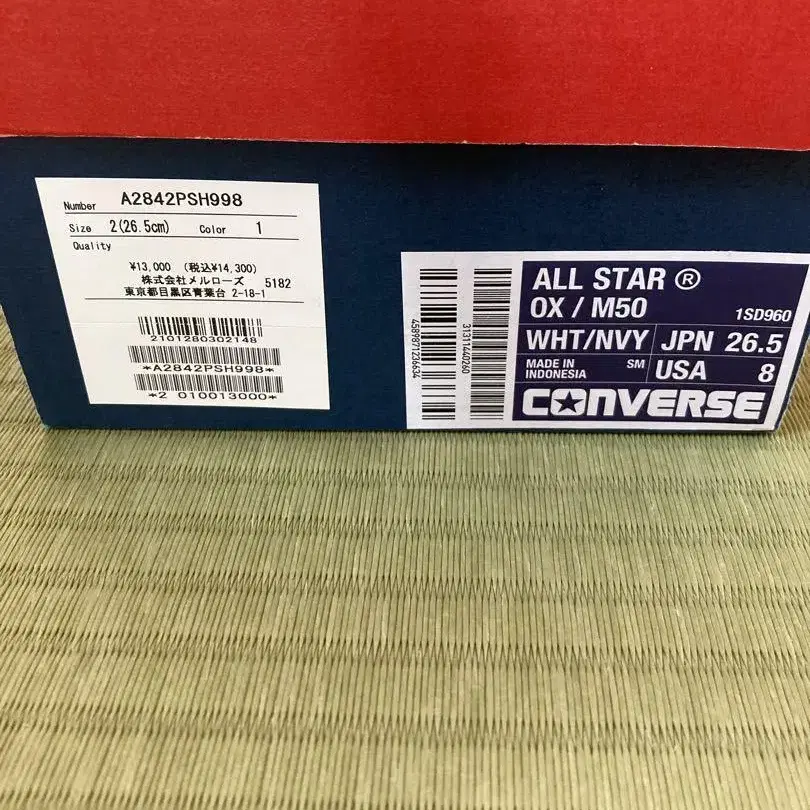 Number A2842PSH998
Size 2(26.5cm) Color 1
Quality
¥13,000 (税込¥14,300)
株式会社メルローズ 5182
東京都目黒区青葉台 2-18-1
2101280302148
*A2842PSH998*
*2 010013000*
4589871236634
31311440260
ALL STAR ®
OX / M50 1SD960
WHT/NVY JPN 26.5
MADE IN INDONESIA SM USA 8
CONVERSE